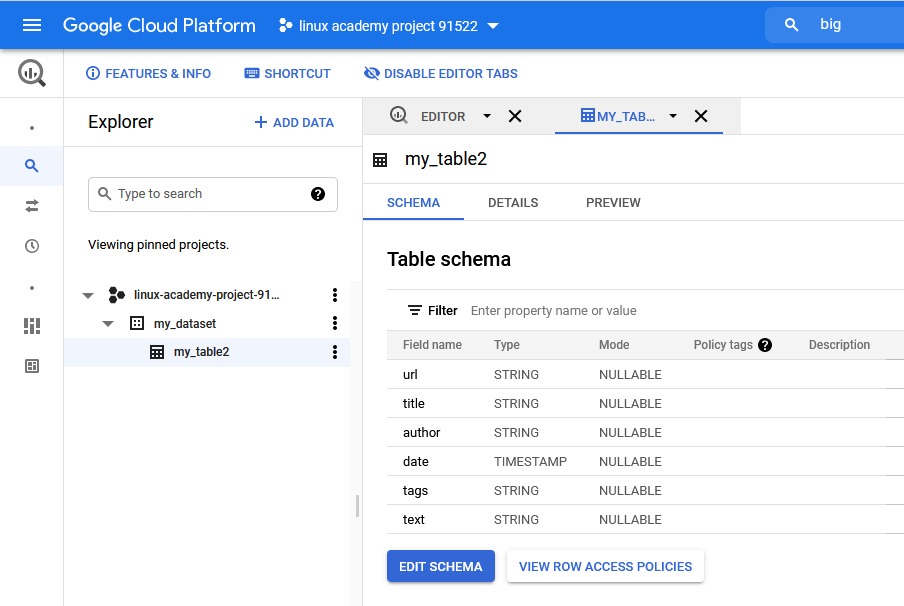 Google Cloud Platform linux academy project 91522 big
FEATURES & INFO SHORTCUT DISABLE EDITOR TABS
Explorer + ADD DATA
EDITOR MY_TAB...
my_table2
Type to search ?
SCHEMA DETAILS PREVIEW
Viewing pinned projects.
Table schema
linux-academy-project-91...
my_dataset
my_table2
Filter Enter property name or value
Field name Type Mode Policy tags ? Description
url STRING NULLABLE
title STRING NULLABLE
author STRING NULLABLE
date TIMESTAMP NULLABLE
tags STRING NULLABLE
text STRING NULLABLE
EDIT SCHEMA VIEW ROW ACCESS POLICIES